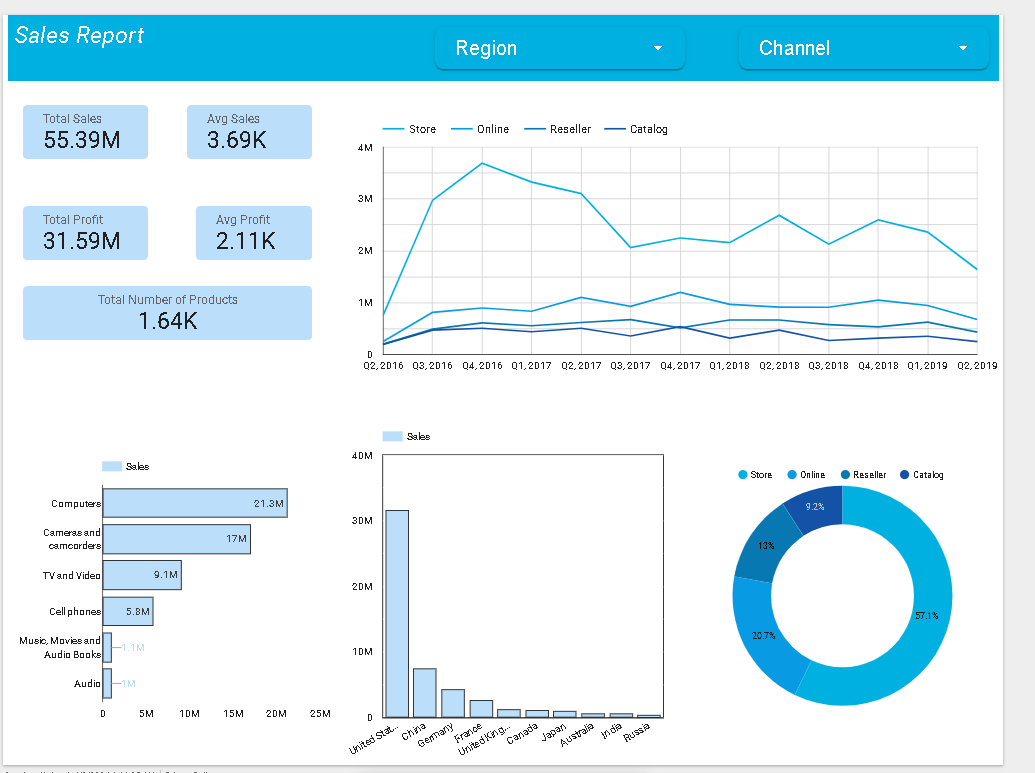 Sales Report
Region
Channel
Total Sales
55.39M
Avg Sales
3.69K
Total Profit
31.59M
Avg Profit
2.11K
Total Number of Products
1.64K
Store Online Reseller Catalog
4M
3M
2M
1M
0
Q2, 2016 Q3, 2016 Q4, 2016 Q1, 2017 Q2, 2017 Q3, 2017 Q4, 2017 Q1, 2018 Q2, 2018 Q3, 2018 Q4, 2018 Q1, 2019 Q2, 2019
Sales
Computers 21.3M
Cameras and
camcorders 17M
TV and Video 9.1M
Cell phones 5.8M
Music, Movies and
Audio Books 1.1M
Audio 1M
0 5M 10M 15M 20M 25M
Sales
40M
30M
20M
10M
0
United Stat... China Germany France United King... Canada Japan Australia India Russia
Store Online Reseller Catalog
9.2%
13%
57.1%
20.7%